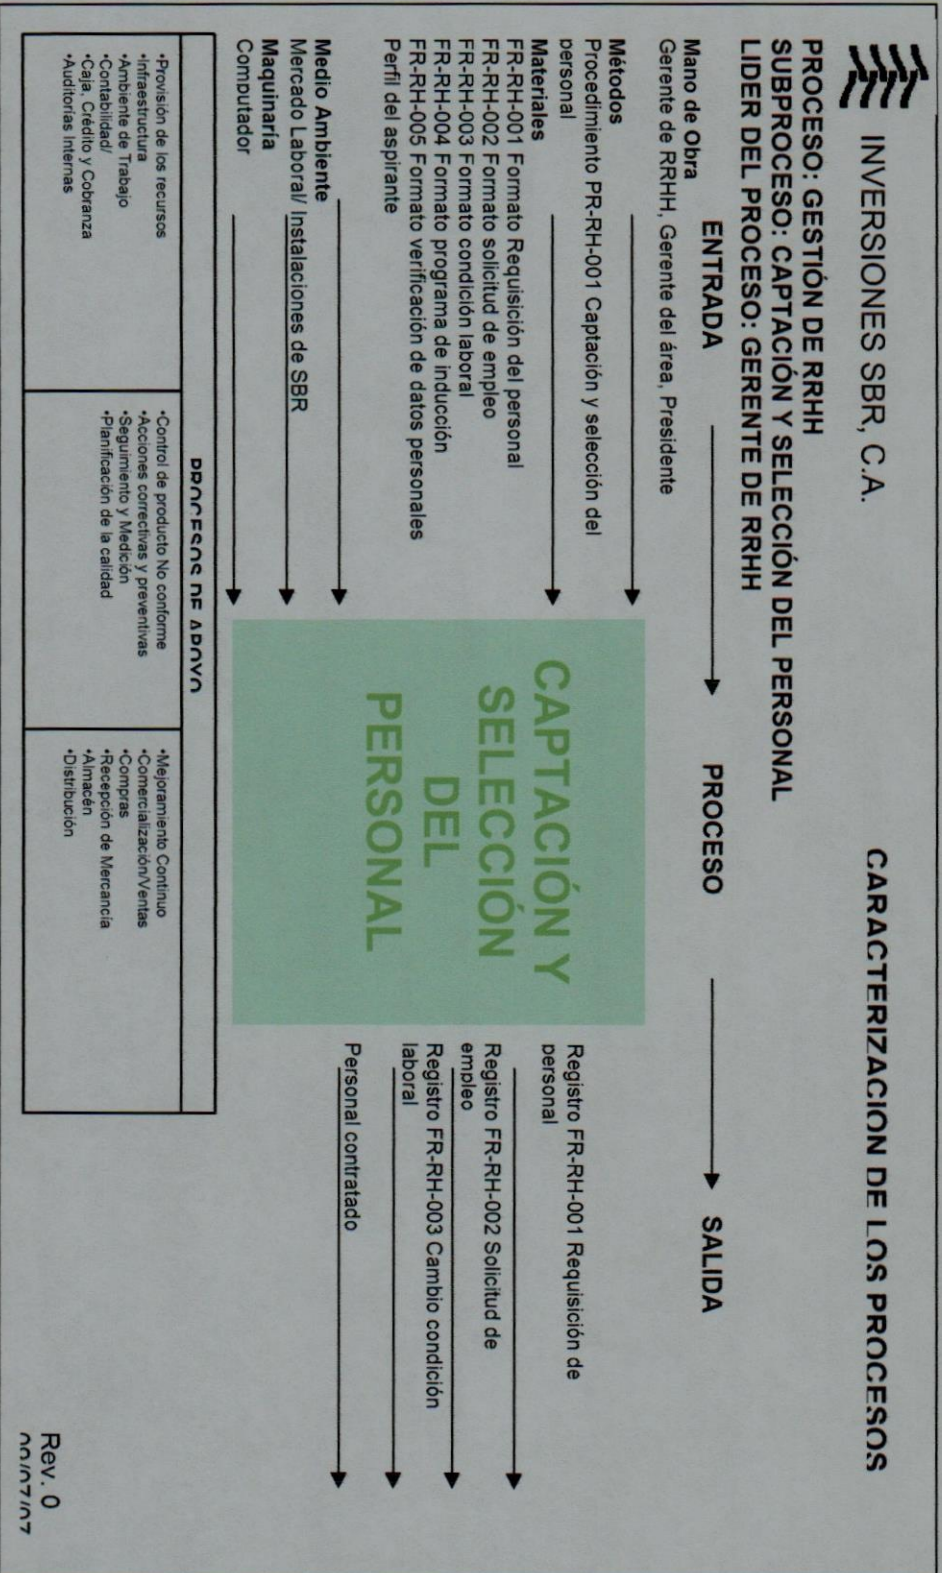 INVERSIONES SBR, C.A.
CARACTERIZACION DE LOS PROCESOS
PROCESO: GESTIÓN DE RRHH
SUBPROCESO: CAPTACIÓN Y SELECCIÓN DEL PERSONAL
LIDER DEL PROCESO: GERENTE DE RRHH
ENTRADA
PROCESO
SALIDA
Mano de Obra
Gerente de RRHH, Gerente del área, Presidente
Métodos
Procedimiento PR-RH-001 Captación y selección del
personal
Materiales
FR-RH-001 Formato Requisición del personal
FR-RH-002 Formato solicitud de empleo
FR-RH-003 Formato condición laboral
FR-RH-004 Formato programa de inducción
FR-RH-005 Formato verificación de datos personales
Perfil del aspirante
Medio Ambiente
Mercado Laboral/ Instalaciones de SBR
Maquinaría
Computador
CAPTACIÓN Y
SELECCIÓN
DEL
PERSONAL
Registro FR-RH-001 Requisición de
personal
Registro FR-RH-002 Solicitud de
empleo
Registro FR-RH-003 Cambio condición
laboral
Personal contratado
PROCESOS DE APOYO
•Provisión de los recursos
•Infraestructura
•Ambiente de Trabajo
•Contabilidad/
•Caja, Crédito y Cobranza
•Auditorías Internas
•Control de producto No conforme
•Acciones correctivas y preventivas
•Seguimiento y Medición
•Planificación de la calidad
•Mejoramiento Continuo
•Comercialización/Ventas
•Compras
•Recepción de Mercancía
•Almacén
•Distribución
Rev. 0